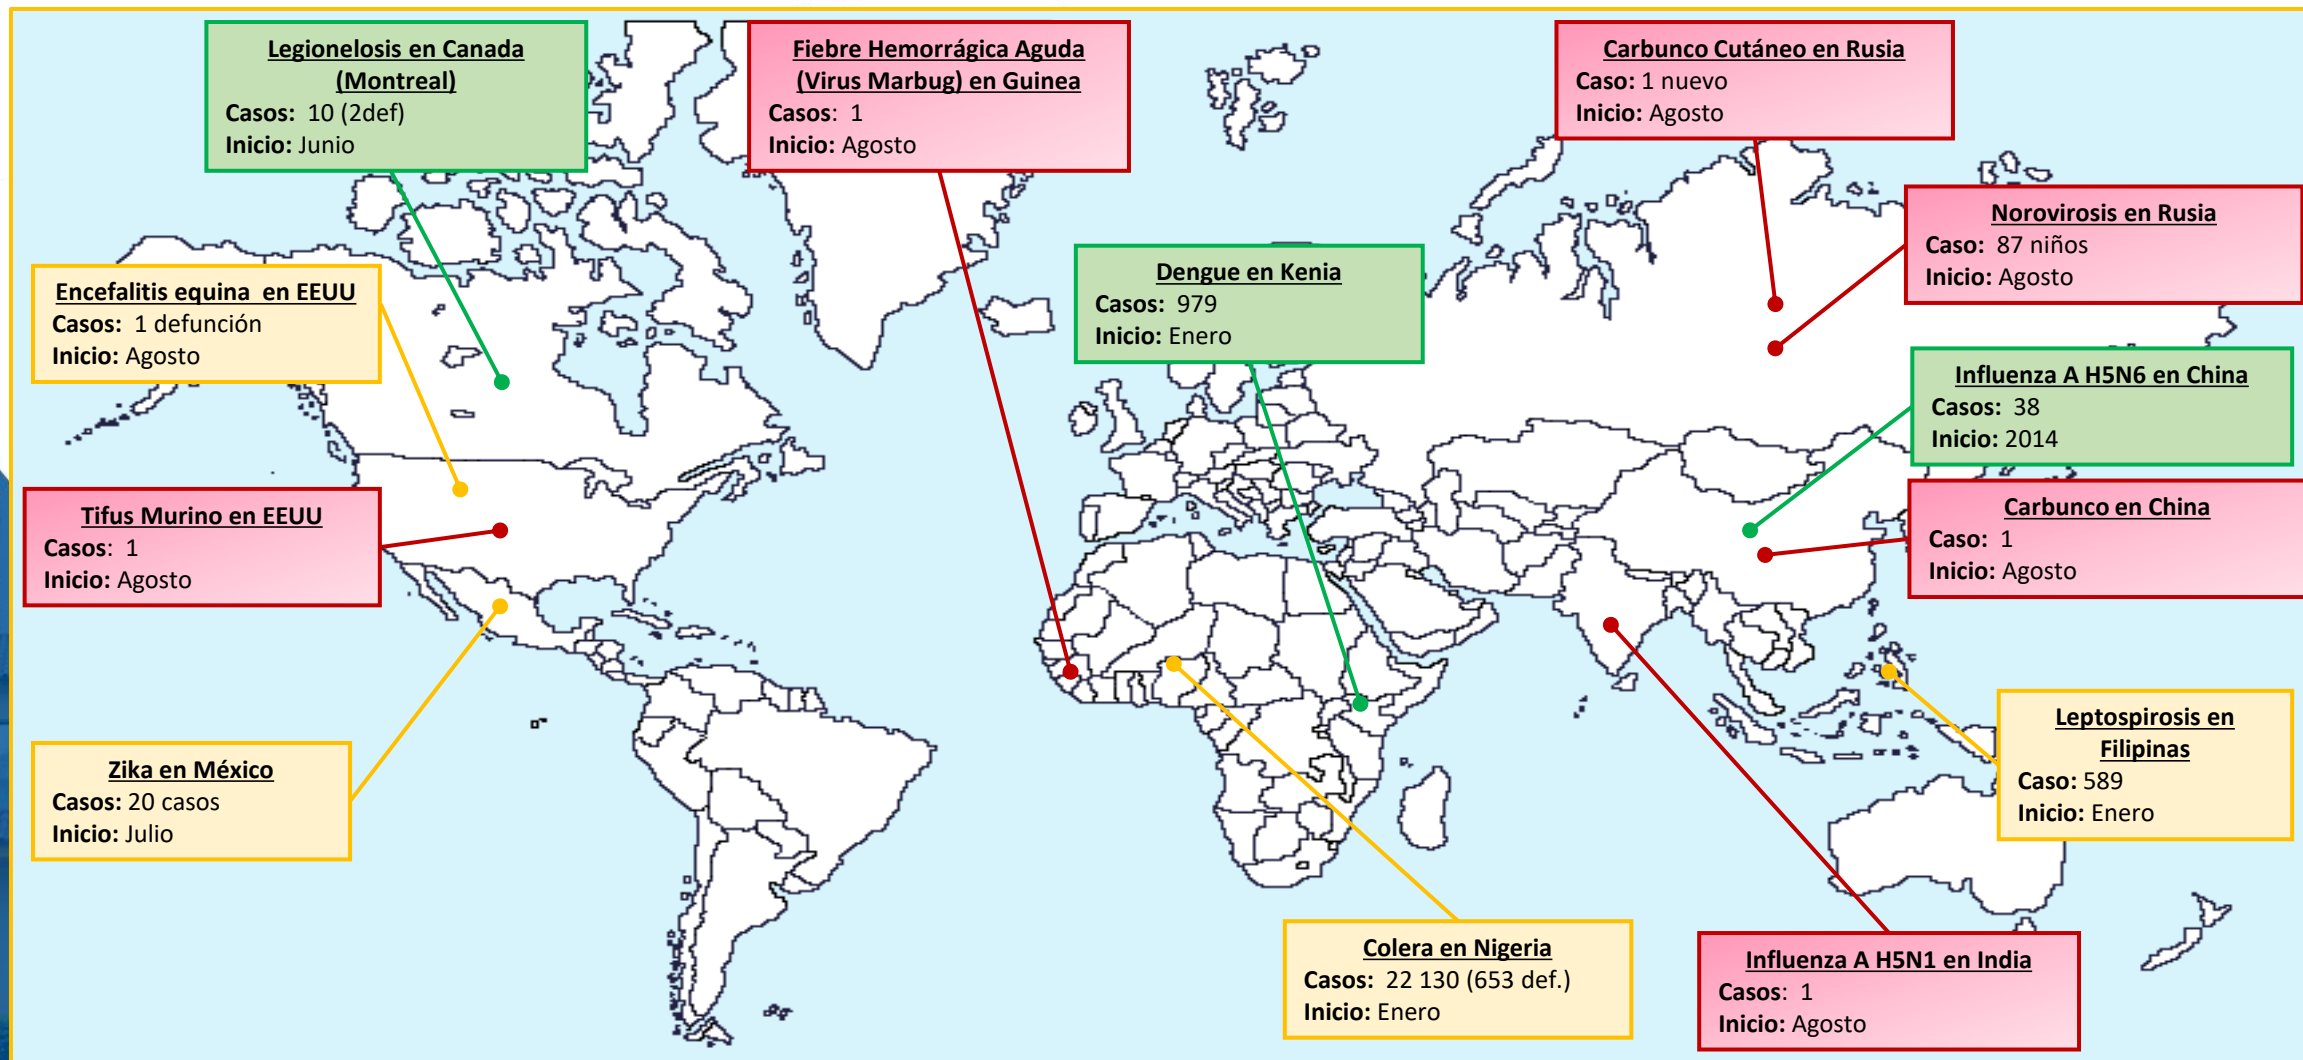 Legionelosis en Canada
(Montreal)
Casos: 10 (2def)
Inicio: Junio
Fiebre Hemorrágica Aguda
(Virus Marbug) en Guinea
Casos: 1
Inicio: Agosto
Carbunco Cutáneo en Rusia
Caso: 1 nuevo
Inicio: Agosto
Norovirosis en Rusia
Caso: 87 niños
Inicio: Agosto
Encefalitis equina en EEUU
Casos: 1 defunción
Inicio: Agosto
Dengue en Kenia
Casos: 979
Inicio: Enero
Influenza A H5N6 en China
Casos: 38
Inicio: 2014
Tifus Murino en EEUU
Casos: 1
Inicio: Agosto
Carbunco en China
Caso: 1
Inicio: Agosto
Zika en México
Casos: 20 casos
Inicio: Julio
Leptospirosis en
Filipinas
Caso: 589
Inicio: Enero
Colera en Nigeria
Casos: 22 130 (653 def.)
Inicio: Enero
Influenza A H5N1 en India
Casos: 1
Inicio: Agosto